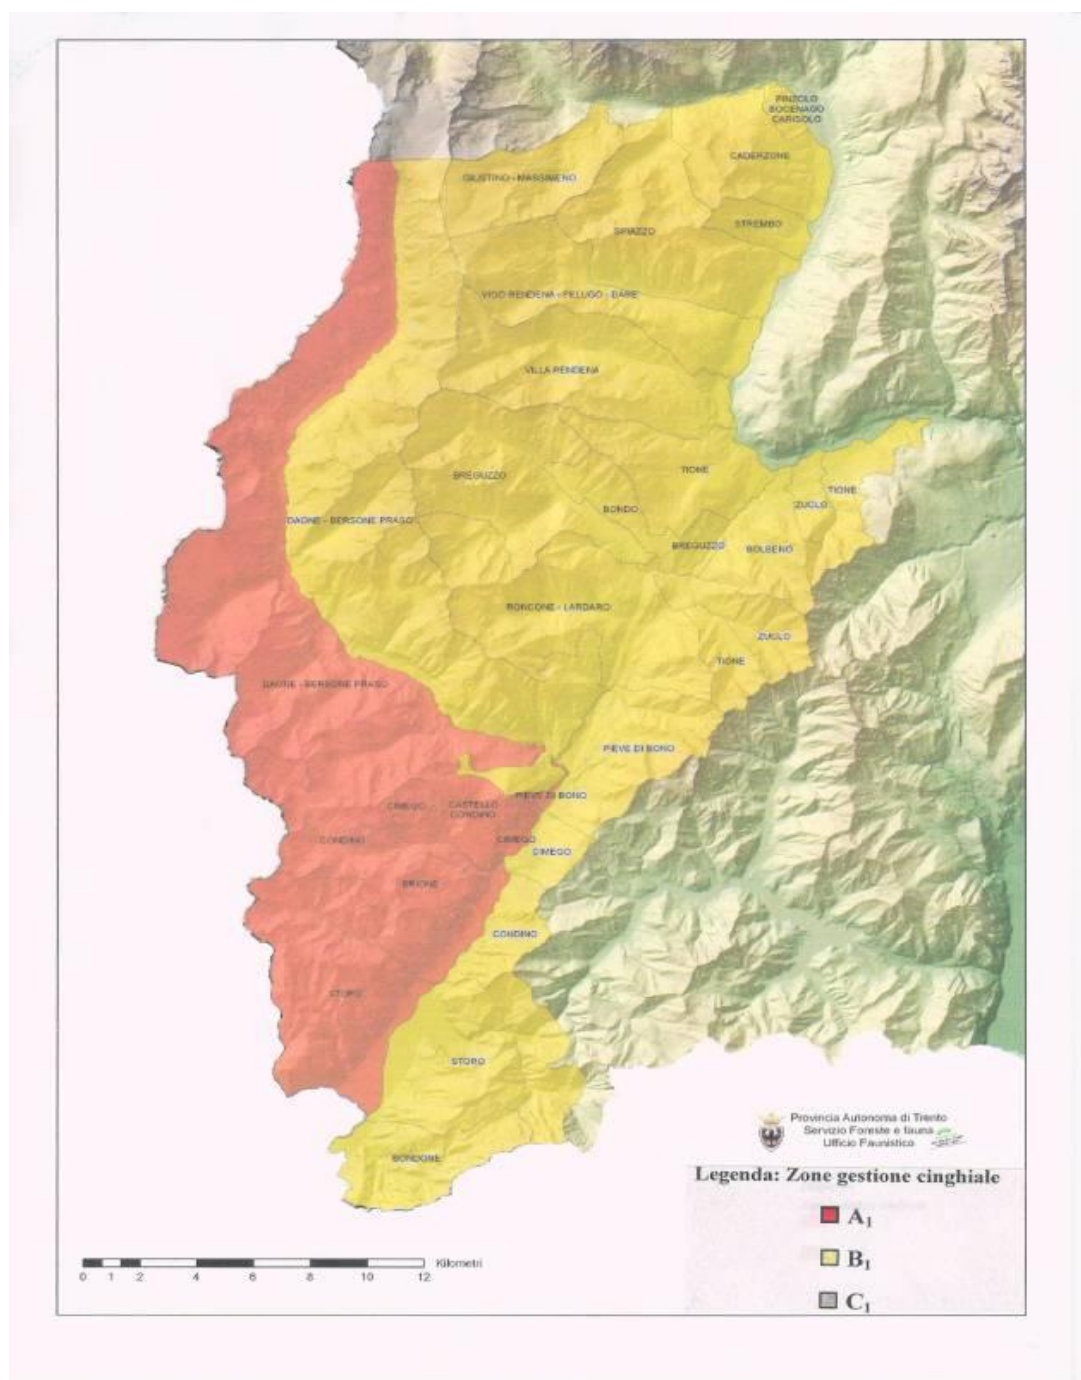 PINZOLO
BOCENAGO
CARISOLO
CADERZONE
GIUSTINO - MASSIMENO
STREMBO
SPIAZZO
VIGO RENDENA - PELUGO - DARE'
VILLA RENDENA
BREGUZZO
TIONE
TIONE
ZUCLO
BONDO
DAONE - BERSONE PRASO
BREGUZZO
BOLBENO
RONCONE - LARDARO
ZUCLO
TIONE
DAONE - BERSONE PRASO
PIEVE DI BONO
PIEVE DI BONO
CIMEGO
CASTELLO
CONDINO
CONDINO
CIMEGO
CIMEGO
BRIONE
CONDINO
STORO
STORO
BONDONE
Provincia Autonoma di Trento
Servizio Foreste e fauna
Ufficio Faunistico
Legenda: Zone gestione cinghiale
A1
B1
C1
Kilometri
0 1 2 4 6 8 10 12